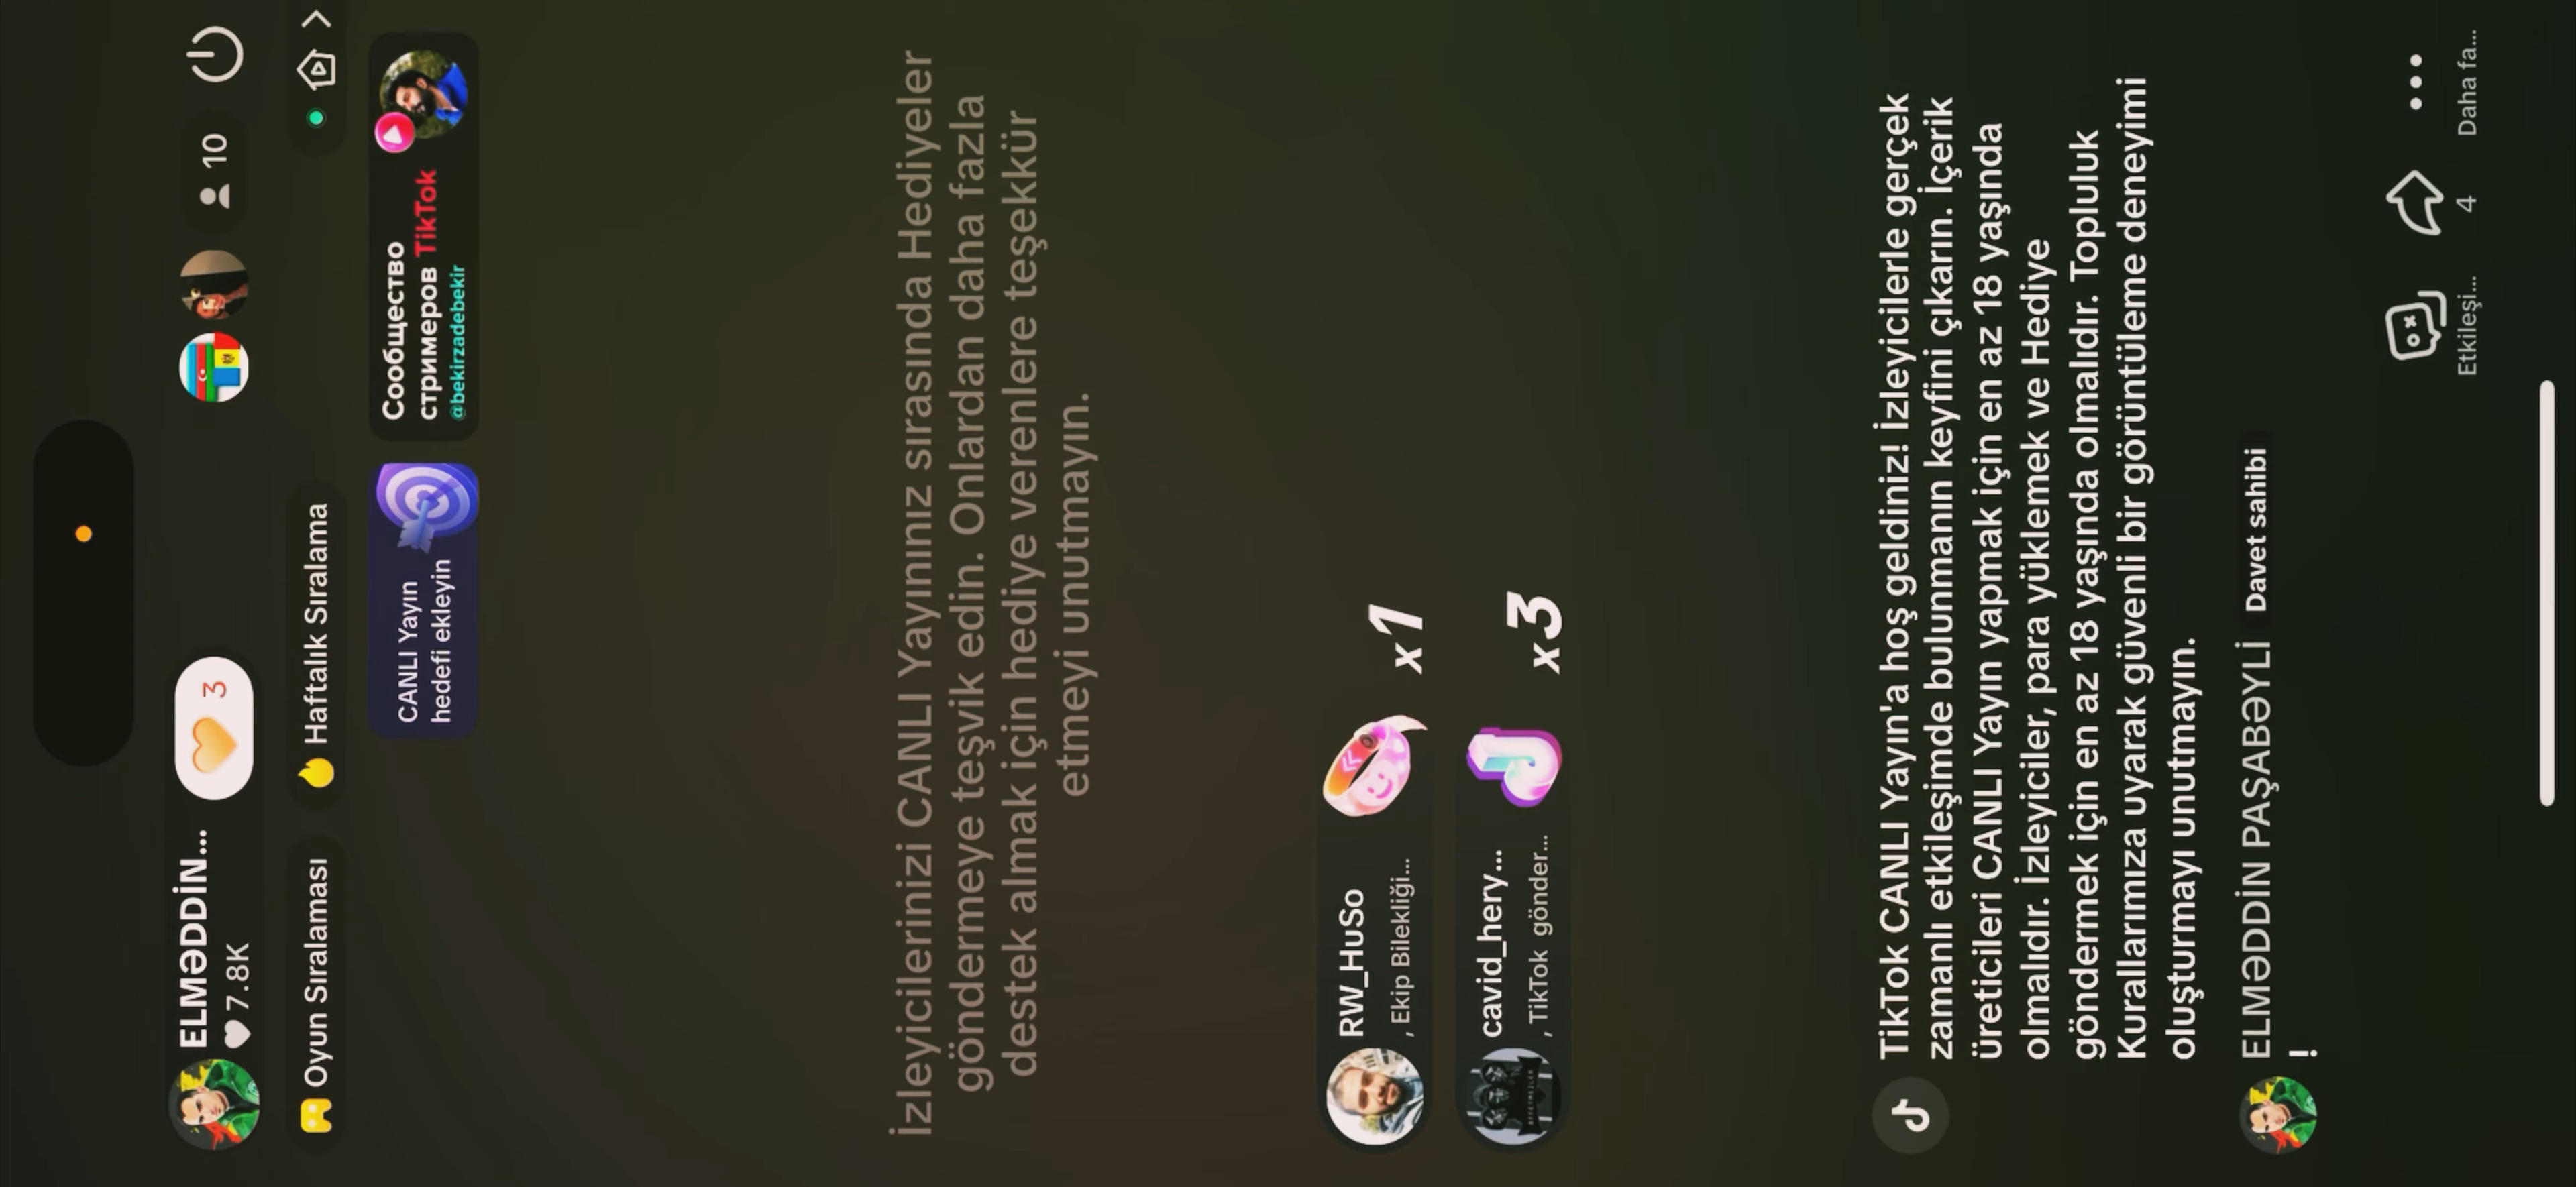 ELMƏDDİN...
♥ 7.8K
3
10
Oyun Sıralaması
Haftalık Sıralama
CANLI Yayın
hedefi ekleyin
Сообщество
стримеров TikTok
@bekirzadebekir
İzleyicilerinizi CANLI Yayınınız sırasında Hediyeler
göndermeye teşvik edin. Onlardan daha fazla
destek almak için hediye verenlere teşekkür
etmeyi unutmayın.
RW_HuSo
, Ekip Bilekliği...
x1
cavid_hery...
, TikTok gönder...
x3
TikTok CANLI Yayın'a hoş geldiniz! İzleyicilerle gerçek
zamanlı etkileşimde bulunmanın keyfini çıkarın. İçerik
üreticileri CANLI Yayın yapmak için en az 18 yaşında
olmalıdır. İzleyiciler, para yüklemek ve Hediye
göndermek için en az 18 yaşında olmalıdır. Topluluk
Kurallarımıza uyarak güvenli bir görüntüleme deneyimi
oluşturmayı unutmayın.
ELMƏDDİN PAŞABƏYLİ Davet sahibi
i
Etkileşi...
4
Daha fa...